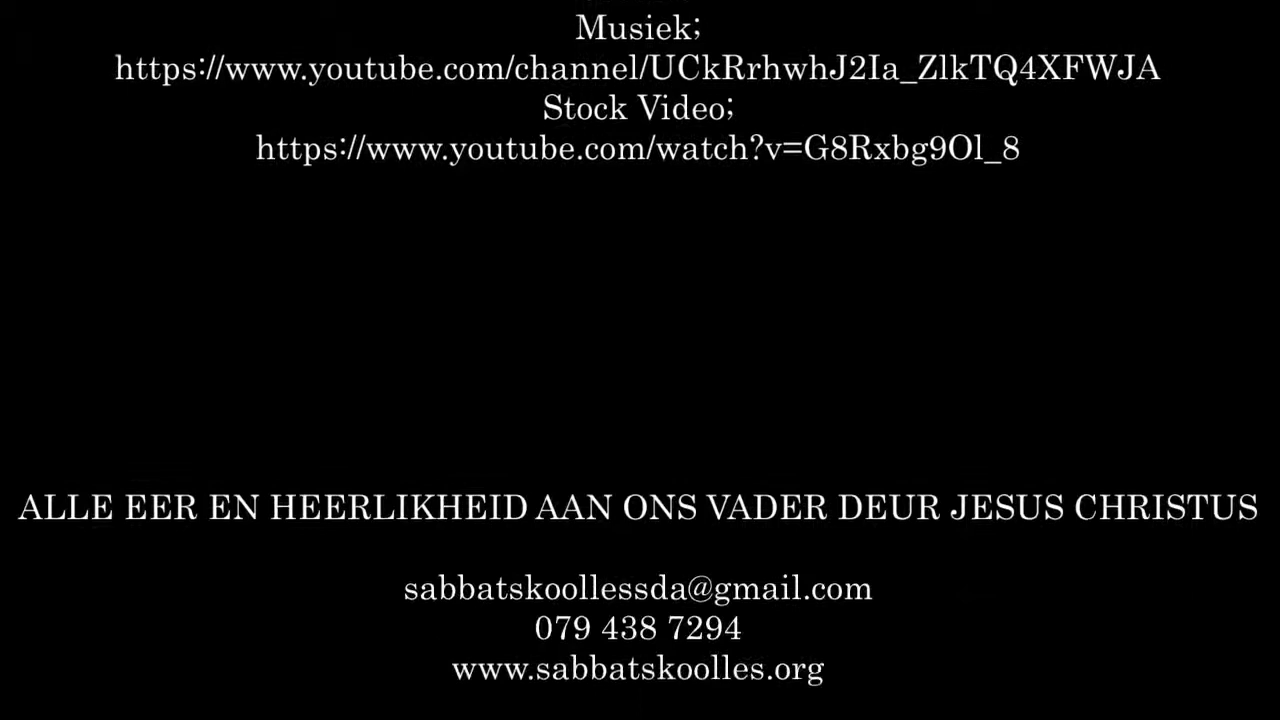 Musiek;
https://www.youtube.com/channel/UCkRrhwhJ2Ia_ZlkTQ4XFWJA
Stock Video;
https://www.youtube.com/watch?v=G8Rxbg9Ol_8
ALLE EER EN HEERLIKHEID AAN ONS VADER DEUR JESUS CHRISTUS
sabbatskoollessda@gmail.com
079 438 7294
www.sabbatskoolles.org